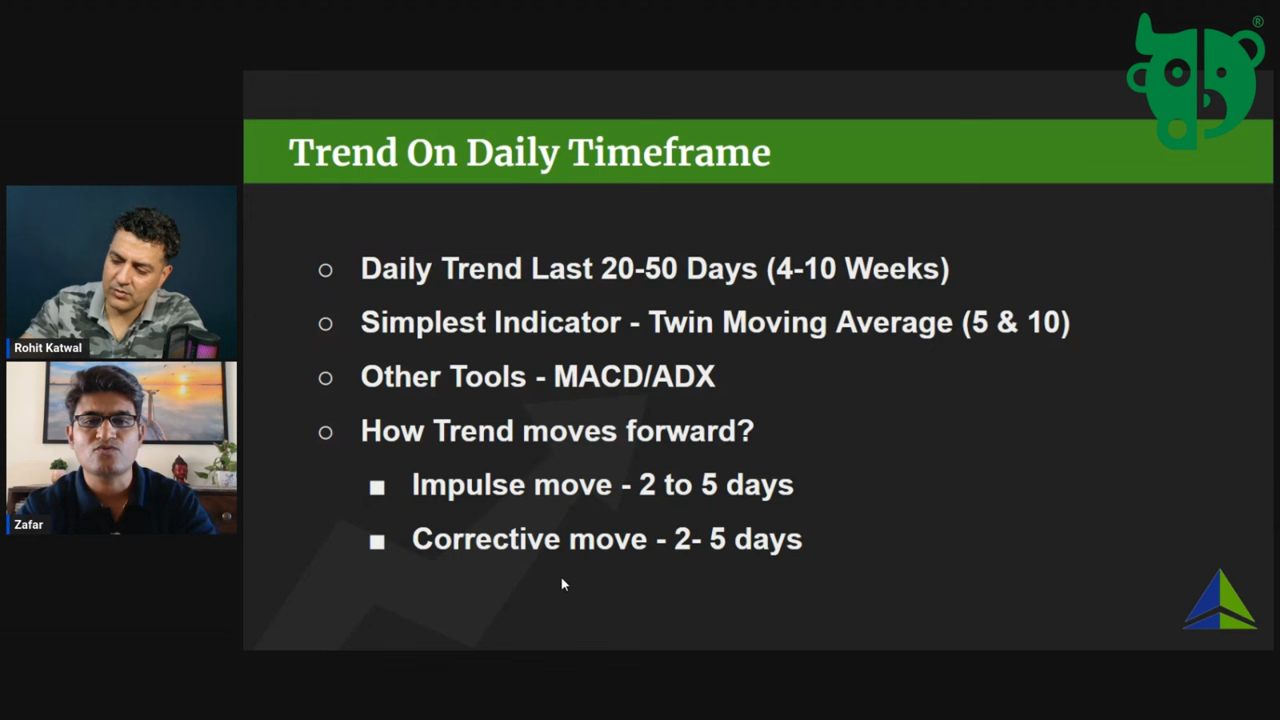 ®
Trend On Daily Timeframe
Daily Trend Last 20-50 Days (4-10 Weeks)
Simplest Indicator - Twin Moving Average (5 & 10)
Other Tools - MACD/ADX
How Trend moves forward?
Impulse move - 2 to 5 days
Corrective move - 2- 5 days
Rohit Katwal
Zafar